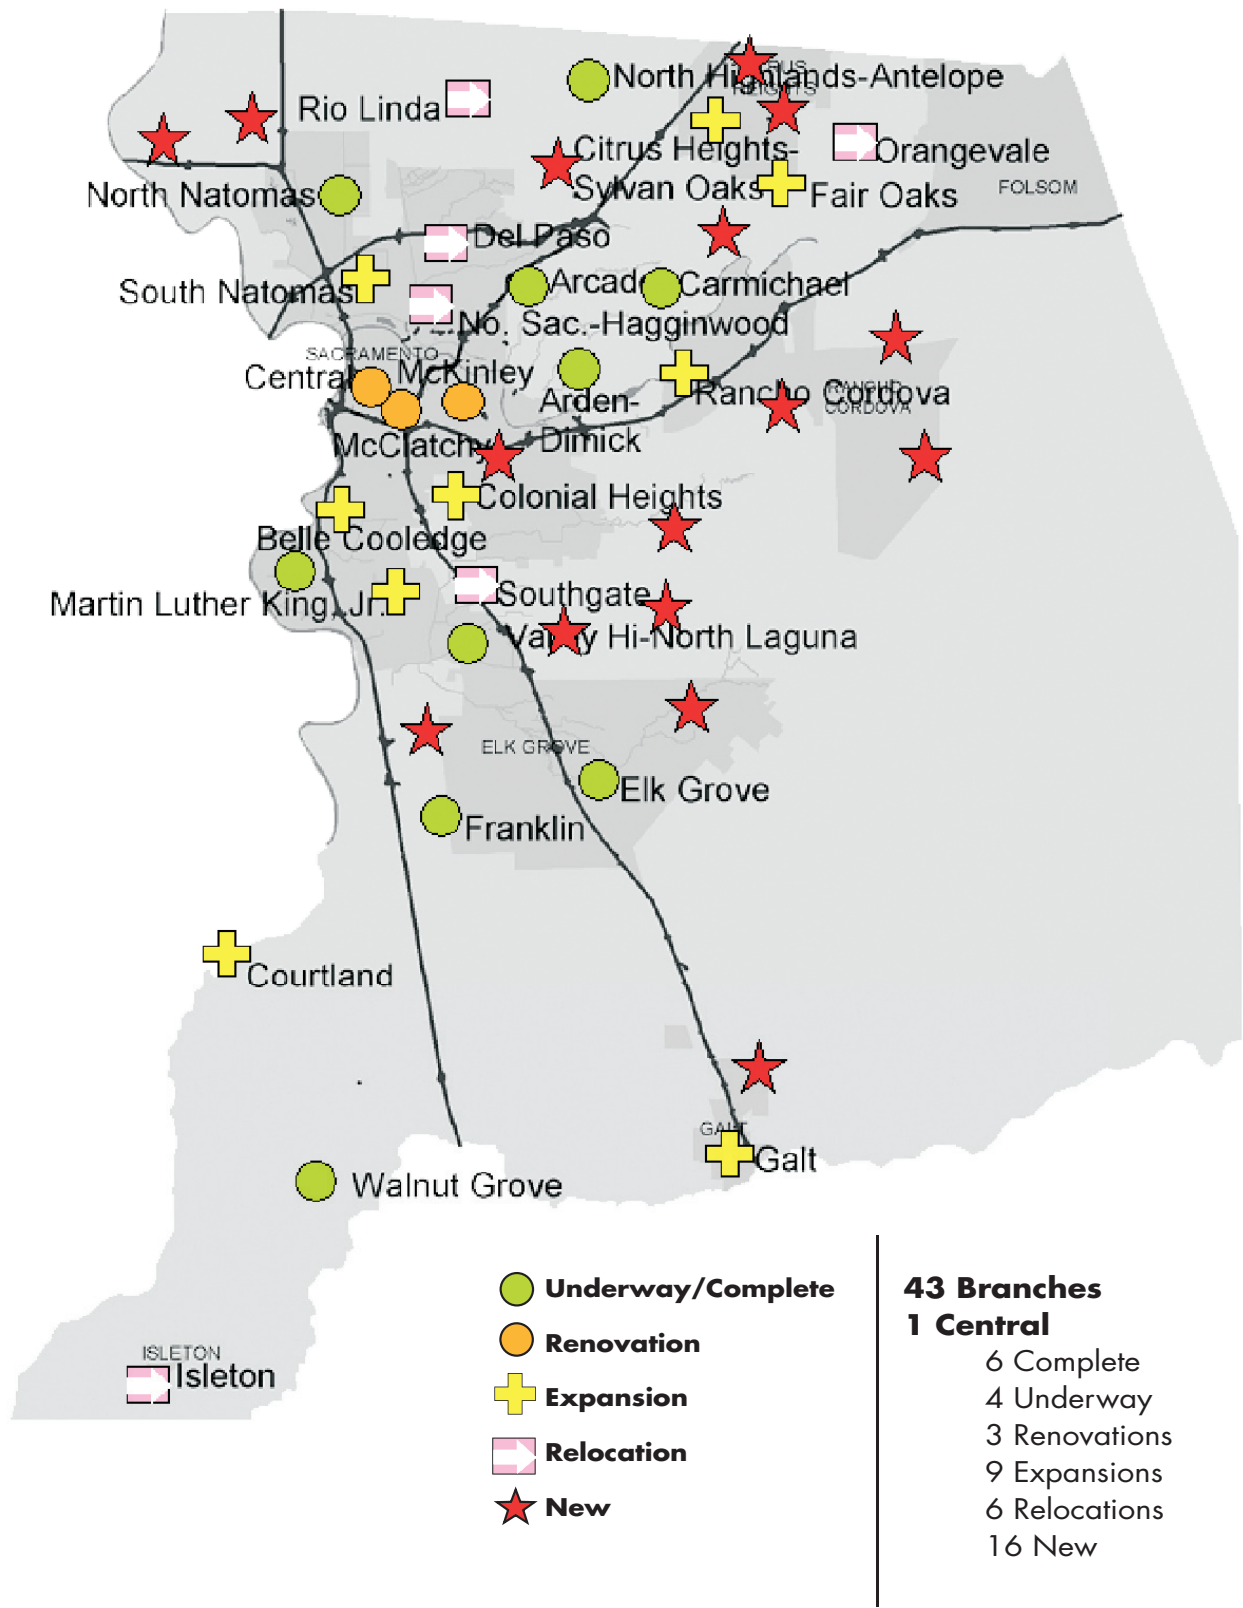 North Highlands-Antelope
Rio Linda
Citrus Heights-
Sylvan Oaks
Orangevale
FOLSOM
North Natomas
Fair Oaks
Del Paso
South Natomas
Arcade
Carmichael
No. Sac.-Hagginwood
SACRAMENTO
Central
McKinley
Arden-
Dimick
Rancho Cordova
RANCHO
CORDOVA
McClatchy
Colonial Heights
Belle Cooledge
Martin Luther King, Jr.
Southgate
Valley Hi-North Laguna
ELK GROVE
Elk Grove
Franklin
Courtland
GALT
Galt
Walnut Grove
ISLETON
Isleton
Underway/Complete
Renovation
Expansion
Relocation
New
43 Branches
1 Central
6 Complete
4 Underway
3 Renovations
9 Expansions
6 Relocations
16 New